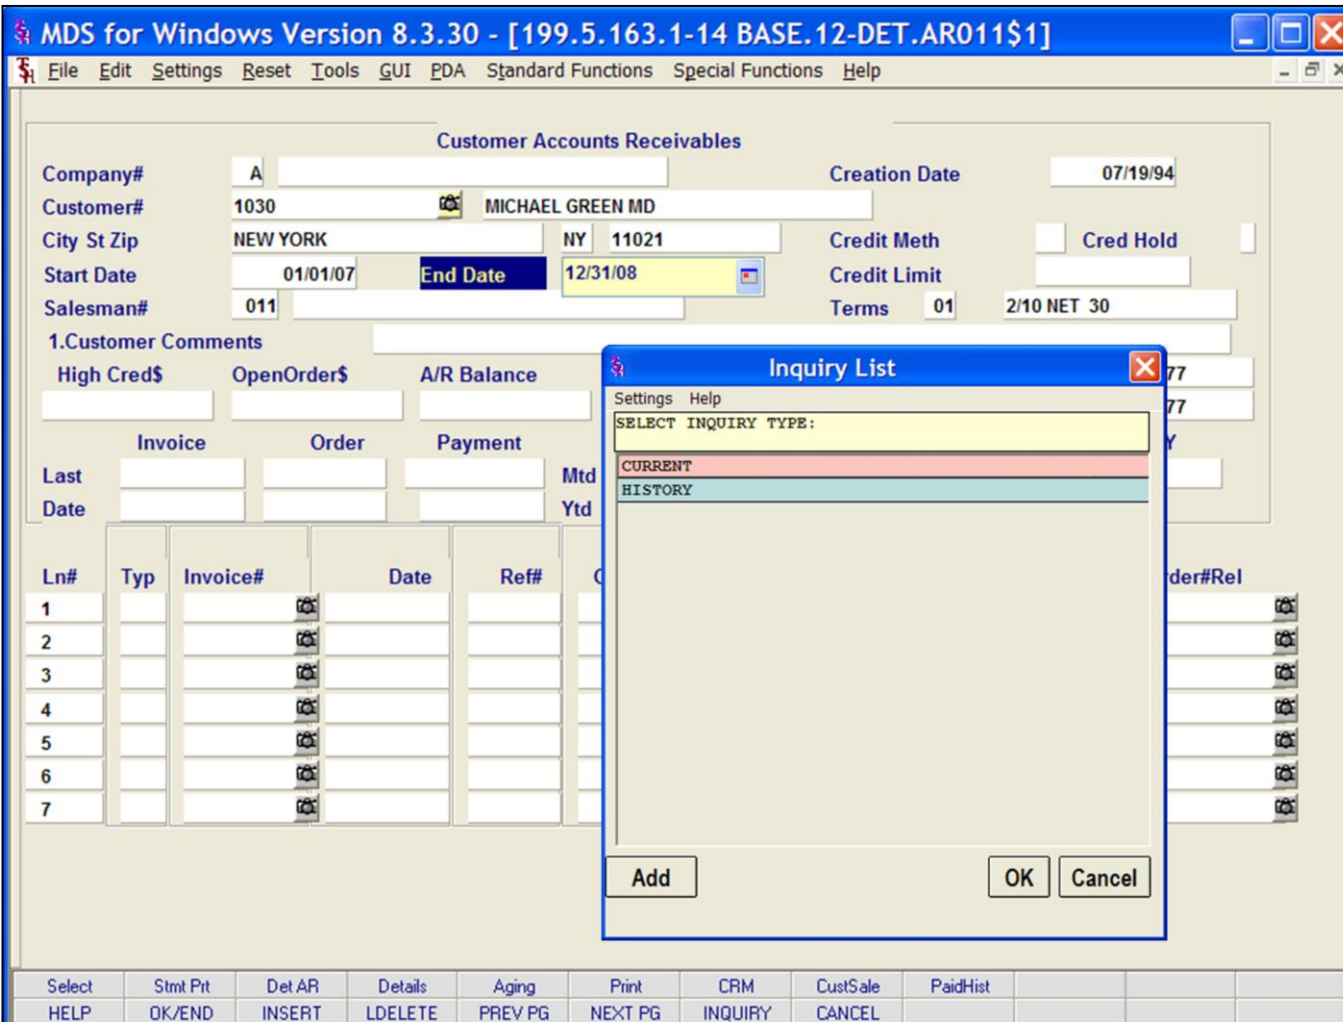 MDS for Windows Version 8.3.30 - [199.5.163.1-14 BASE.12-DET.AR011$1]
File Edit Settings Reset Tools GUI PDA Standard Functions Special Functions Help
Customer Accounts Receivables
Company# A Creation Date 07/19/94
Customer# 1030 MICHAEL GREEN MD
City St Zip NEW YORK NY 11021 Credit Meth Cred Hold
Start Date 01/01/07 End Date 12/31/08 Credit Limit
Salesman# 011 Terms 01 2/10 NET 30
1.Customer Comments
High Cred$ OpenOrder$ A/R Balance 77
77
Invoice Order Payment Y
Last Mtd
Date Ytd
Inquiry List
Settings Help
SELECT INQUIRY TYPE:
CURRENT
HISTORY
Add OK Cancel
Ln# Typ Invoice# Date Ref# der#Rel
1
2
3
4
5
6
7
Select Stmt Prt Det AR Details Aging Print CRM CustSale PaidHist
HELP OK/END INSERT LDELETE PREV PG NEXT PG INQUIRY CANCEL